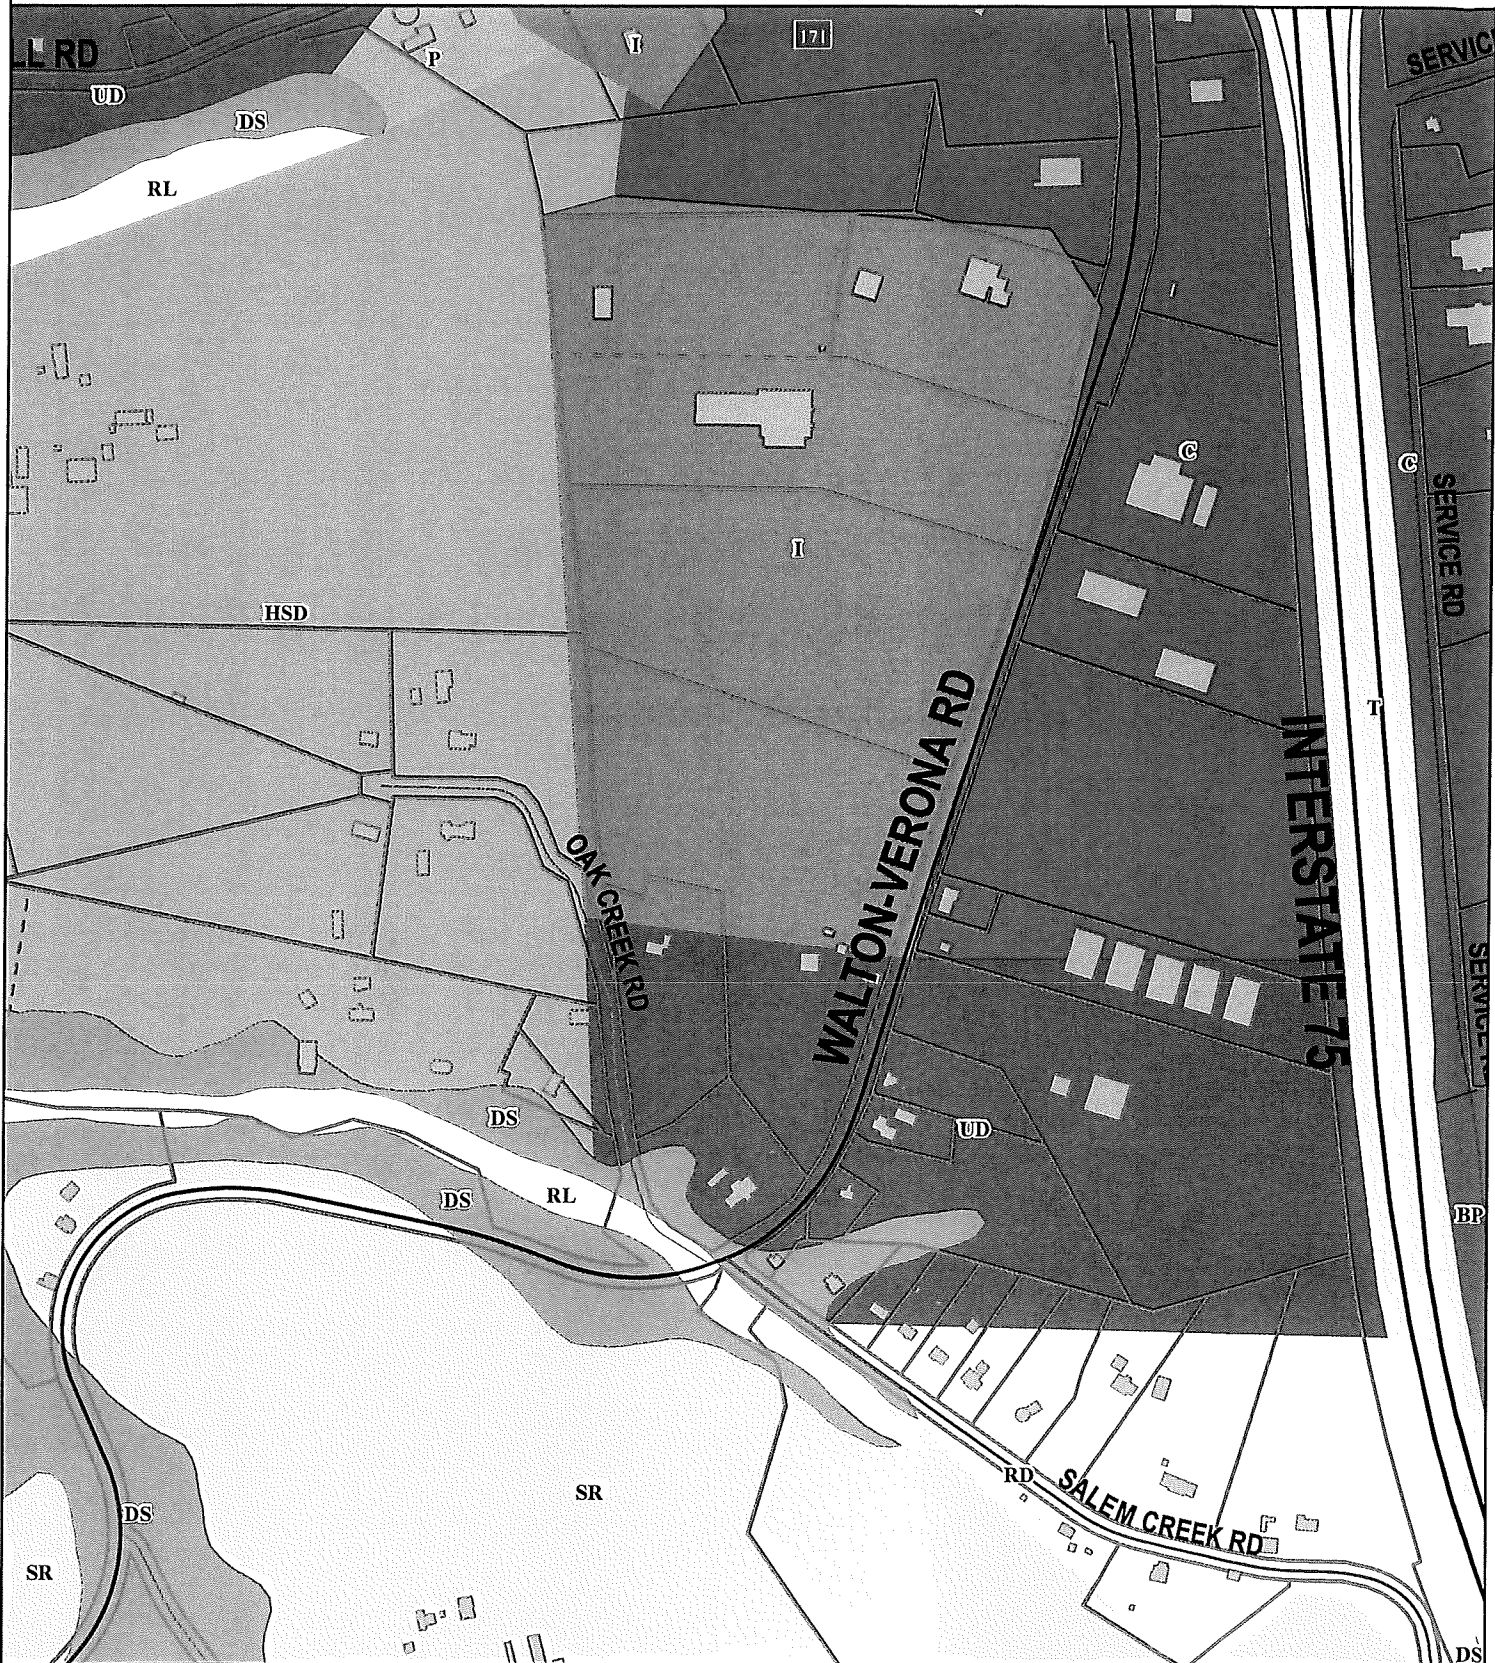 171
LL RD
P
I
SERVIC
UD
DS
RL
C
C
SERVICE RD
I
HSD
T
INTERSTATE 75
WALTON-VERONA RD
OAK CREEK RD
SERVICE R
DS
UD
DS
RL
BP
RD
SALEM CREEK RD
SR
DS
SR
DS